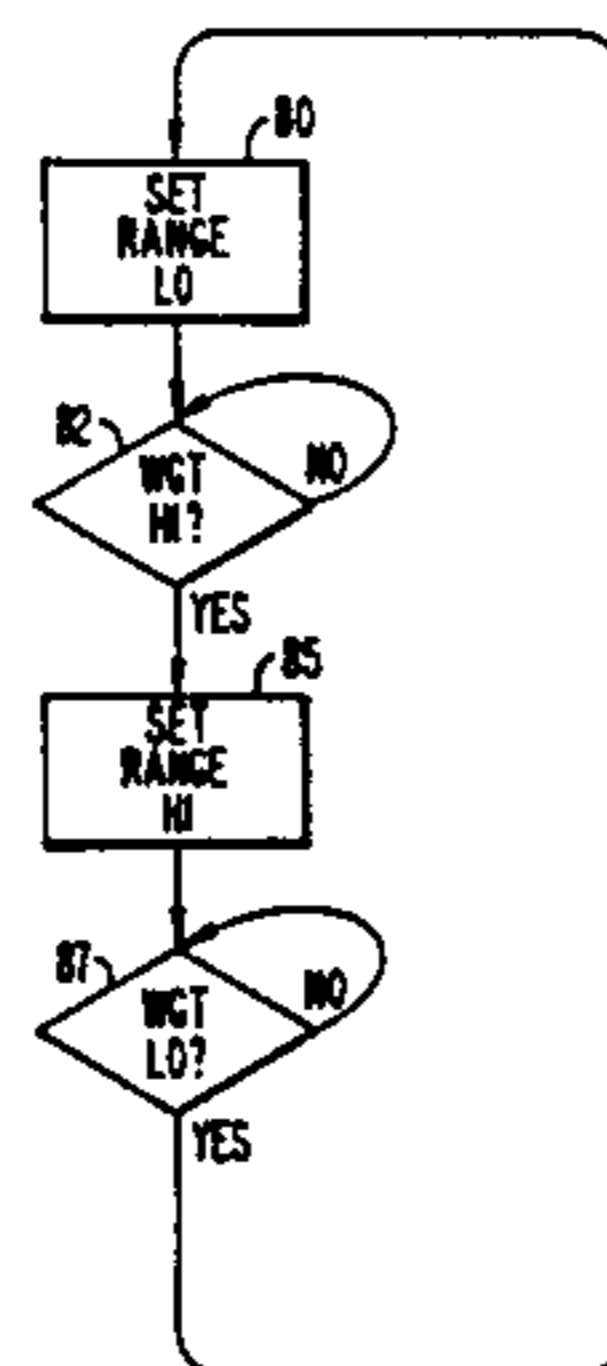 80
SET
RANGE
LO
82
WGT
HI?
NO
YES
85
SET
RANGE
HI
87
WGT
LO?
NO
YES